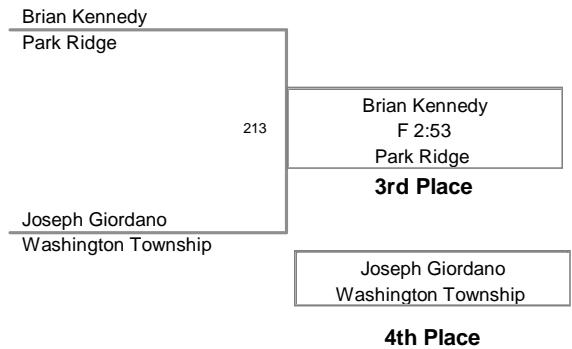 Brian Kennedy
Park Ridge
213
Brian Kennedy
F 2:53
Park Ridge
3rd Place
Joseph Giordano
Washington Township
Joseph Giordano
Washington Township
4th Place